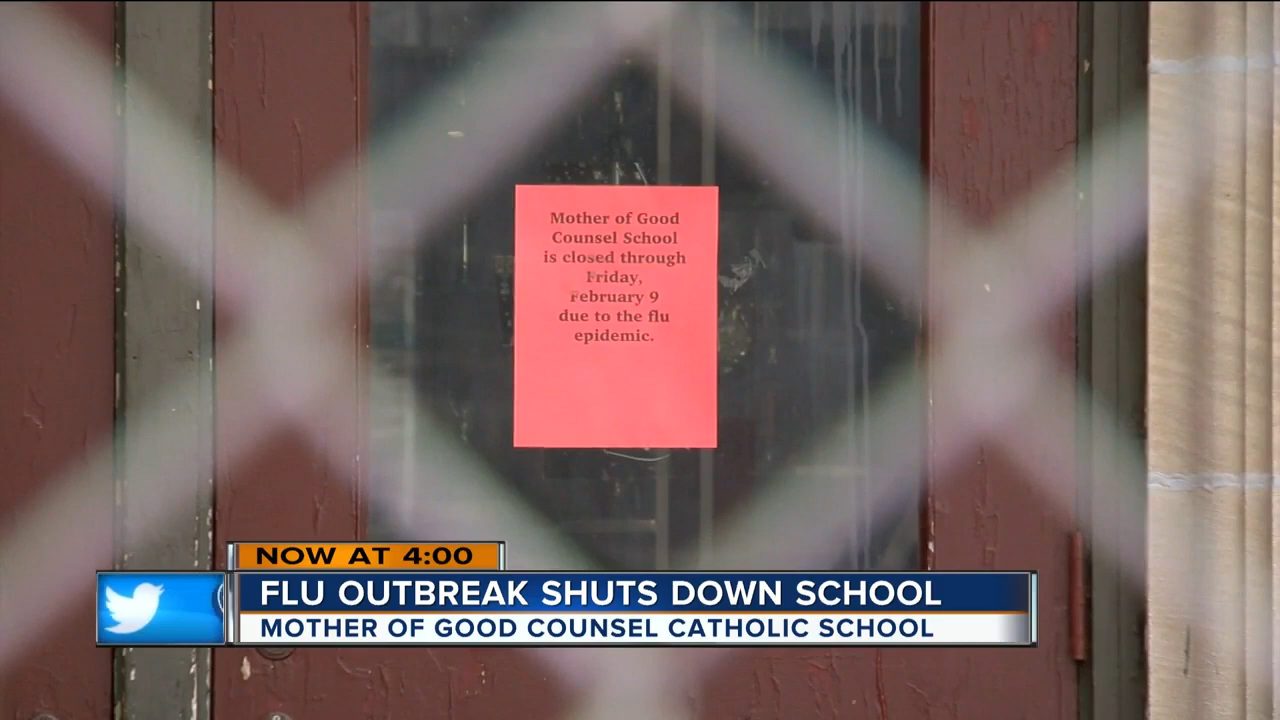 Mother of Good
Counsel School
is closed through
Friday,
February 9
due to the flu
epidemic.
NOW AT 4:00
FLU OUTBREAK SHUTS DOWN SCHOOL
MOTHER OF GOOD COUNSEL CATHOLIC SCHOOL